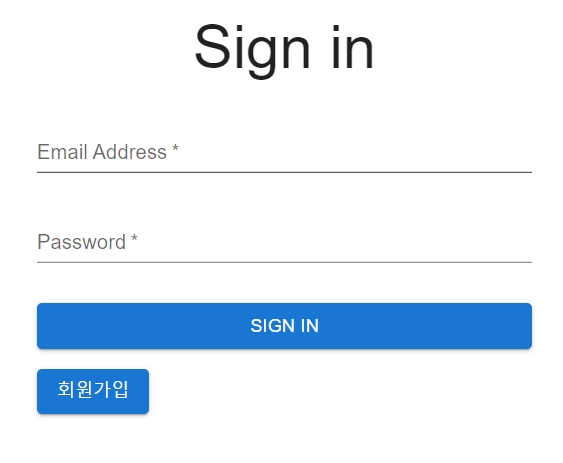 Sign in
Email Address *
Password *
SIGN IN
회원가입